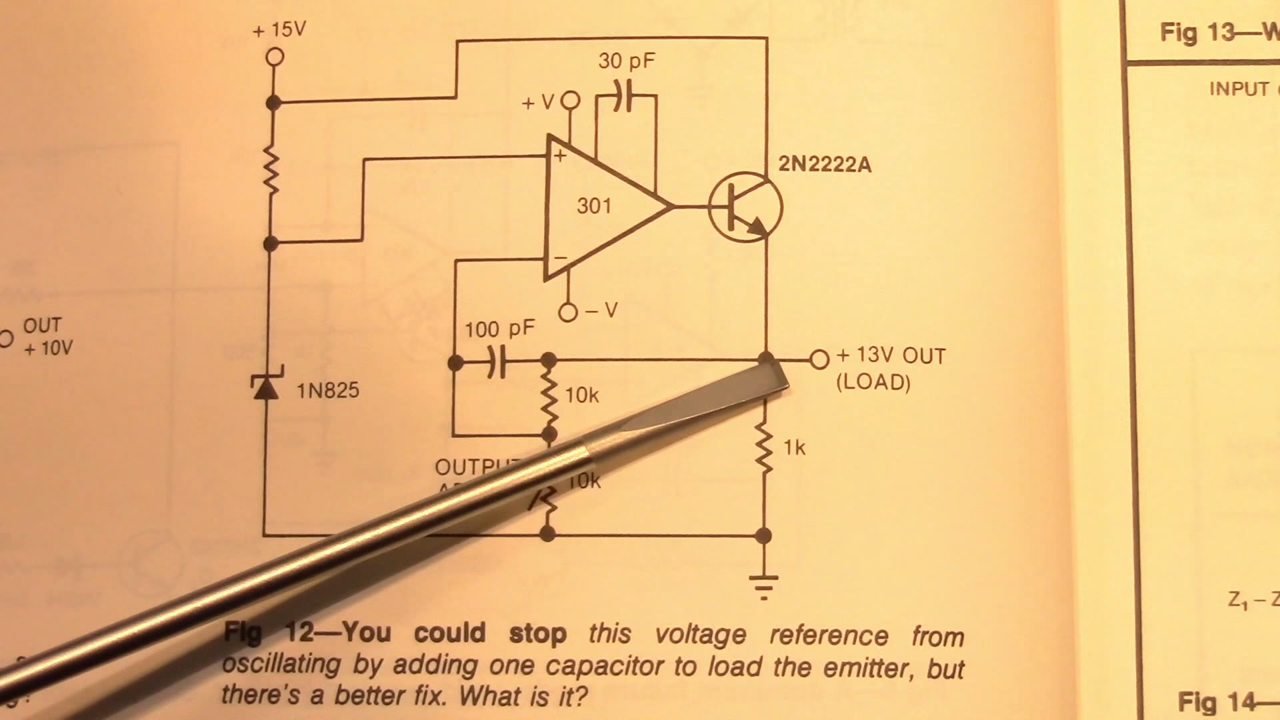 + 15V
30 pF
+ V
2N2222A
+
301
−
− V
100 pF
OUT
+ 10V
+ 13V OUT
(LOAD)
1N825
10k
1k
10k
Fig 12—You could stop this voltage reference from
oscillating by adding one capacitor to load the emitter, but
there's a better fix. What is it?
Fig 13—
INPUT
Fig 14—